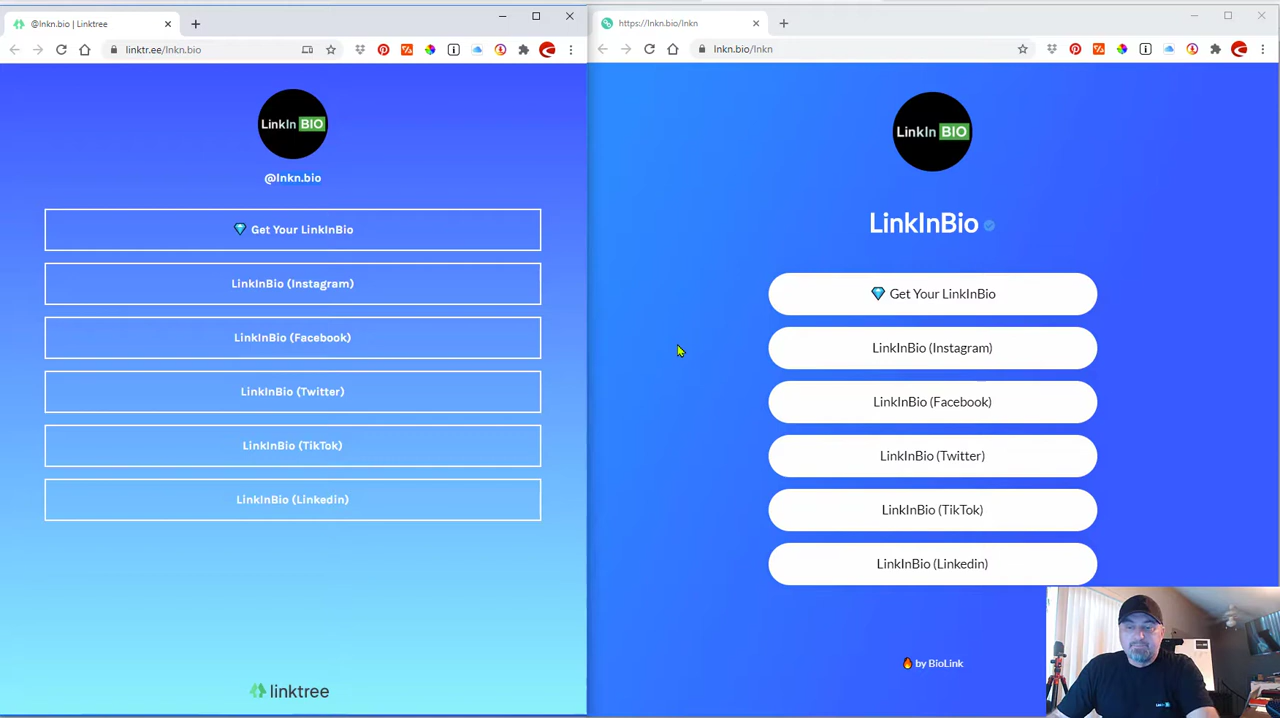 @lnkn.bio | Linktree
linktr.ee/lnkn.bio
LinkIn BIO
@lnkn.bio
💎 Get Your LinkInBio
LinkInBio (Instagram)
LinkInBio (Facebook)
LinkInBio (Twitter)
LinkInBio (TikTok)
LinkInBio (Linkedin)
linktree
https://lnkn.bio/lnkn
lnkn.bio/lnkn
LinkIn BIO
LinkInBio
💎 Get Your LinkInBio
LinkInBio (Instagram)
LinkInBio (Facebook)
LinkInBio (Twitter)
LinkInBio (TikTok)
LinkInBio (Linkedin)
🔥 by BioLink